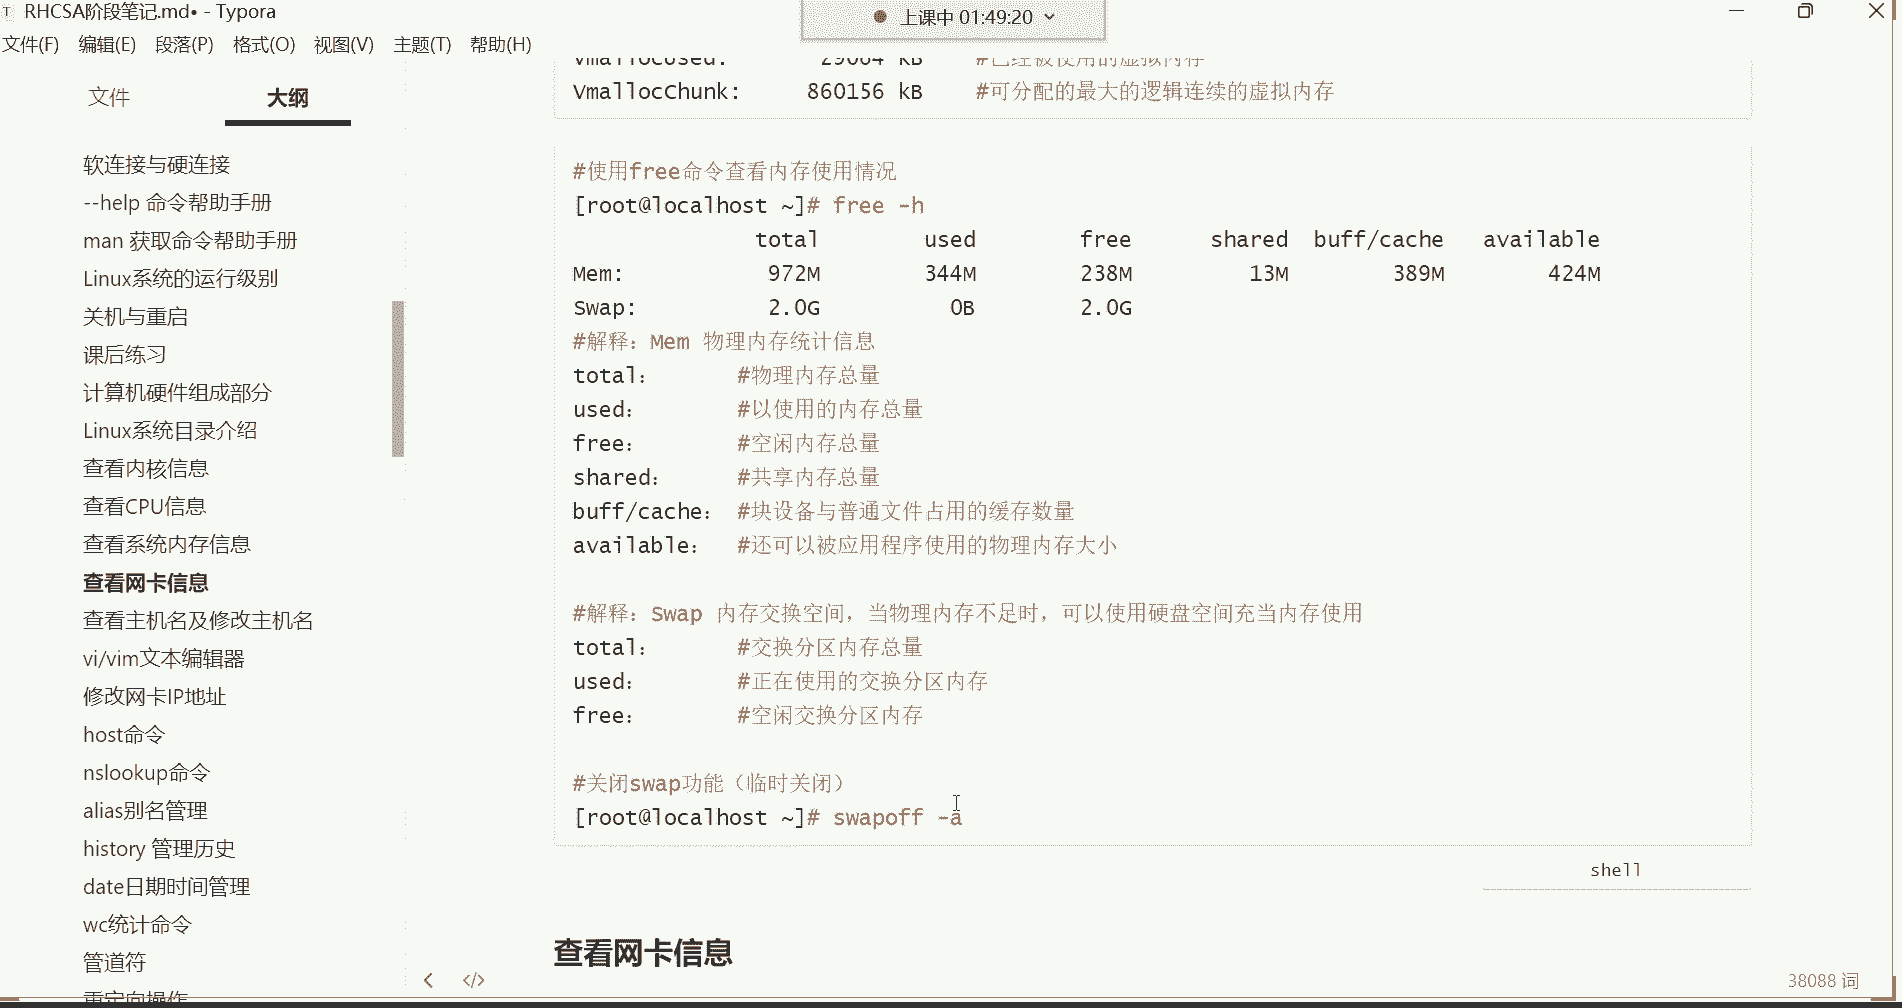 RHCSA阶段笔记.md• - Typora
上课中 01:49:20
文件(F) 编辑(E) 段落(P) 格式(O) 视图(V) 主题(T) 帮助(H)
文件 大纲
软连接与硬连接
--help 命令帮助手册
man 获取命令帮助手册
Linux系统的运行级别
关机与重启
课后练习
计算机硬件组成部分
Linux系统目录介绍
查看内核信息
查看CPU信息
查看系统内存信息
查看网卡信息
查看主机名及修改主机名
vi/vim文本编辑器
修改网卡IP地址
host命令
nslookup命令
alias别名管理
history 管理历史
date日期时间管理
wc统计命令
管道符
重定向操作
VmallocUsed: 29064 kB #已经被使用的虚拟内存
VmallocChunk: 860156 kB #可分配的最大的逻辑连续的虚拟内存
#使用free命令查看内存使用情况
[root@localhost ~]# free -h
total used free shared buff/cache available
Mem: 972M 344M 238M 13M 389M 424M
Swap: 2.0G 0B 2.0G
#解释：Mem 物理内存统计信息
total： #物理内存总量
used： #以使用的内存总量
free： #空闲内存总量
shared： #共享内存总量
buff/cache： #块设备与普通文件占用的缓存数量
available： #还可以被应用程序使用的物理内存大小
#解释：Swap 内存交换空间，当物理内存不足时，可以使用硬盘空间充当内存使用
total： #交换分区内存总量
used： #正在使用的交换分区内存
free： #空闲交换分区内存
#关闭swap功能（临时关闭）
[root@localhost ~]# swapoff -a
shell
查看网卡信息
38088 词